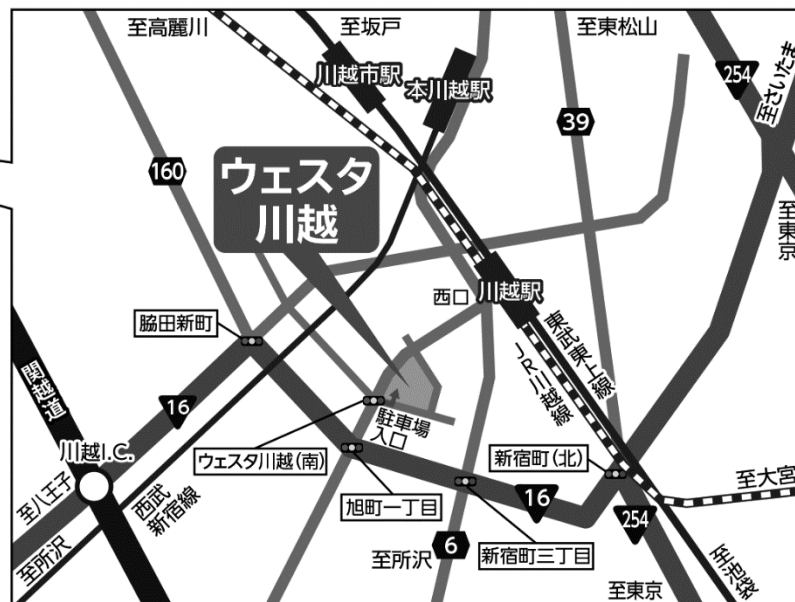 至高麗川
至坂戸
至東松山
川越市駅
本川越駅
254
至さいたま
39
160
ウェスタ
川越
至東京
西口
川越駅
脇田新町
東武東上線
JR川越線
関越道
16
駐車場
入口
川越I.C.
ウェスタ川越(南)
新宿町(北)
至八王子
西武
新宿線
旭町一丁目
16
至大宮
254
至所沢
至所沢
6
新宿町三丁目
至池袋
至東京